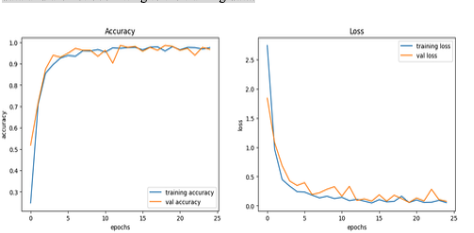 Accuracy
1.0
0.9
0.8
0.7
0.6
0.5
0.4
0.3
accuracy
training accuracy
val accuracy
0
5
10
15
20
25
epochs
Loss
training loss
val loss
2.5
2.0
1.5
1.0
0.5
0.0
loss
0
5
10
15
20
25
epochs